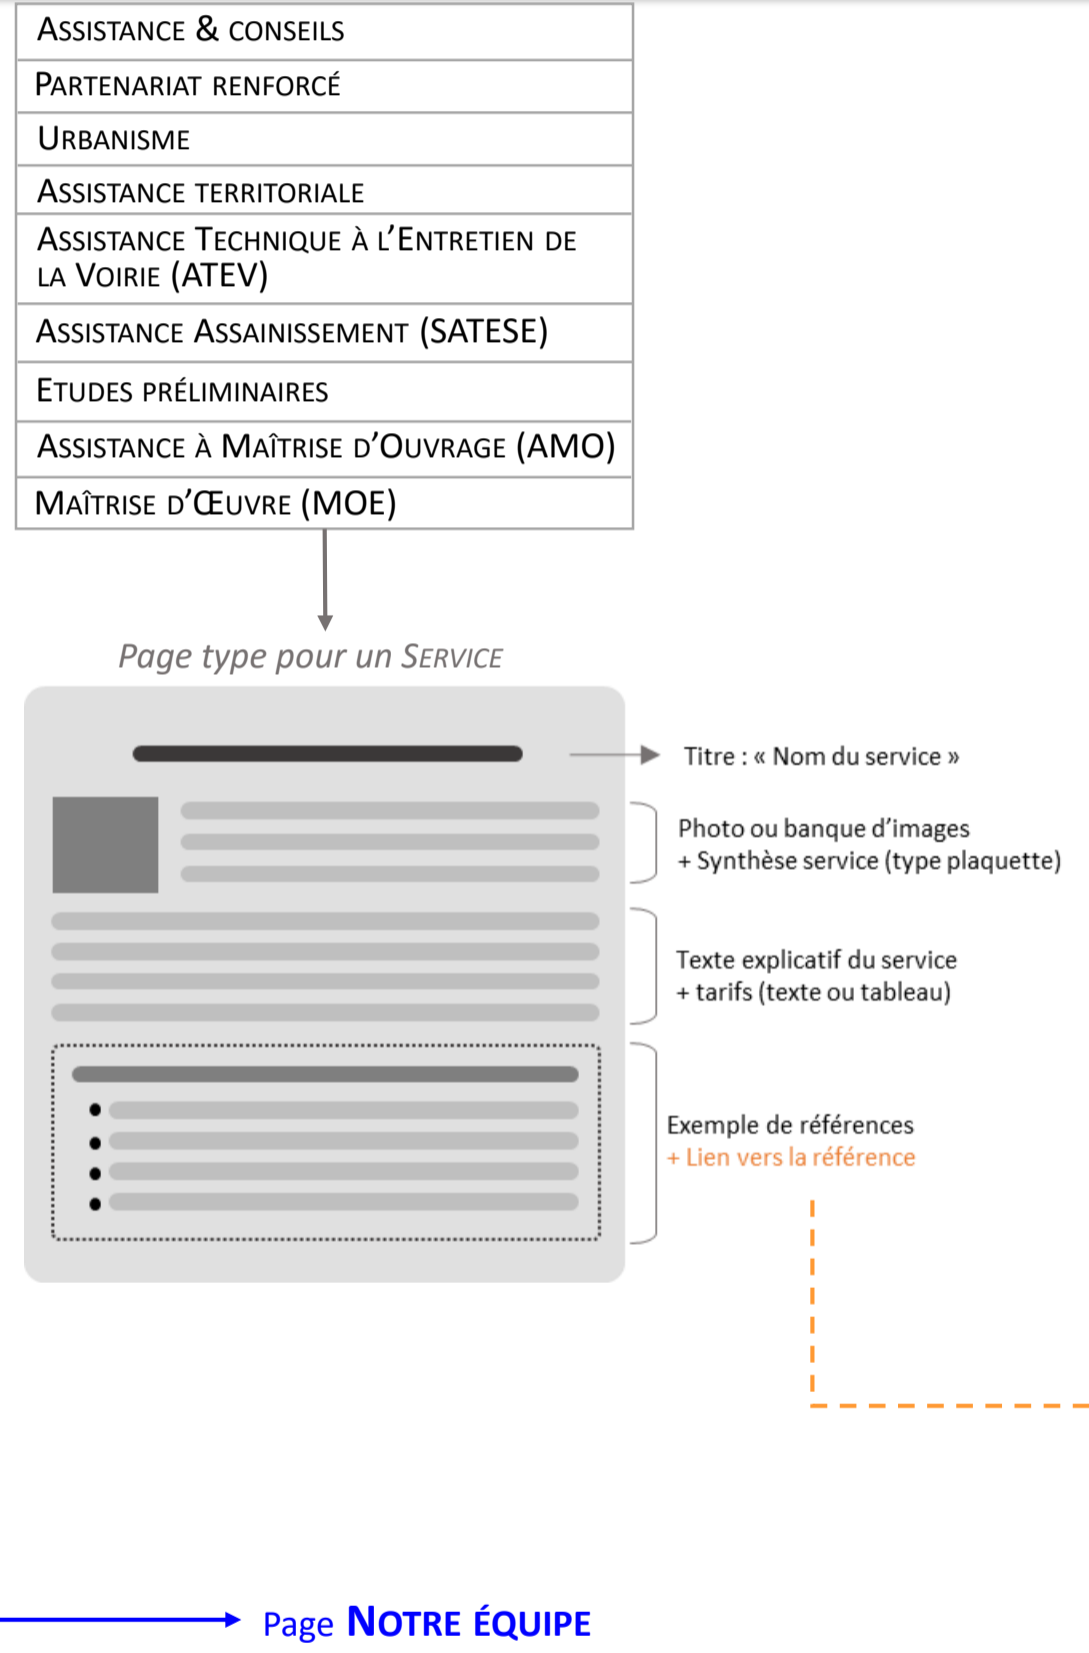 Assistance & conseils
Partenariat renforcé
Urbanisme
Assistance territoriale
Assistance Technique à l’Entretien de
la Voirie (ATEV)
Assistance Assainissement (SATESE)
Etudes préliminaires
Assistance à Maîtrise d’Ouvrage (AMO)
Maîtrise d’Œuvre (MOE)
Page type pour un Service
Titre : « Nom du service »
Photo ou banque d’images
+ Synthèse service (type plaquette)
Texte explicatif du service
+ tarifs (texte ou tableau)
Exemple de références
+ Lien vers la référence
Page Notre équipe